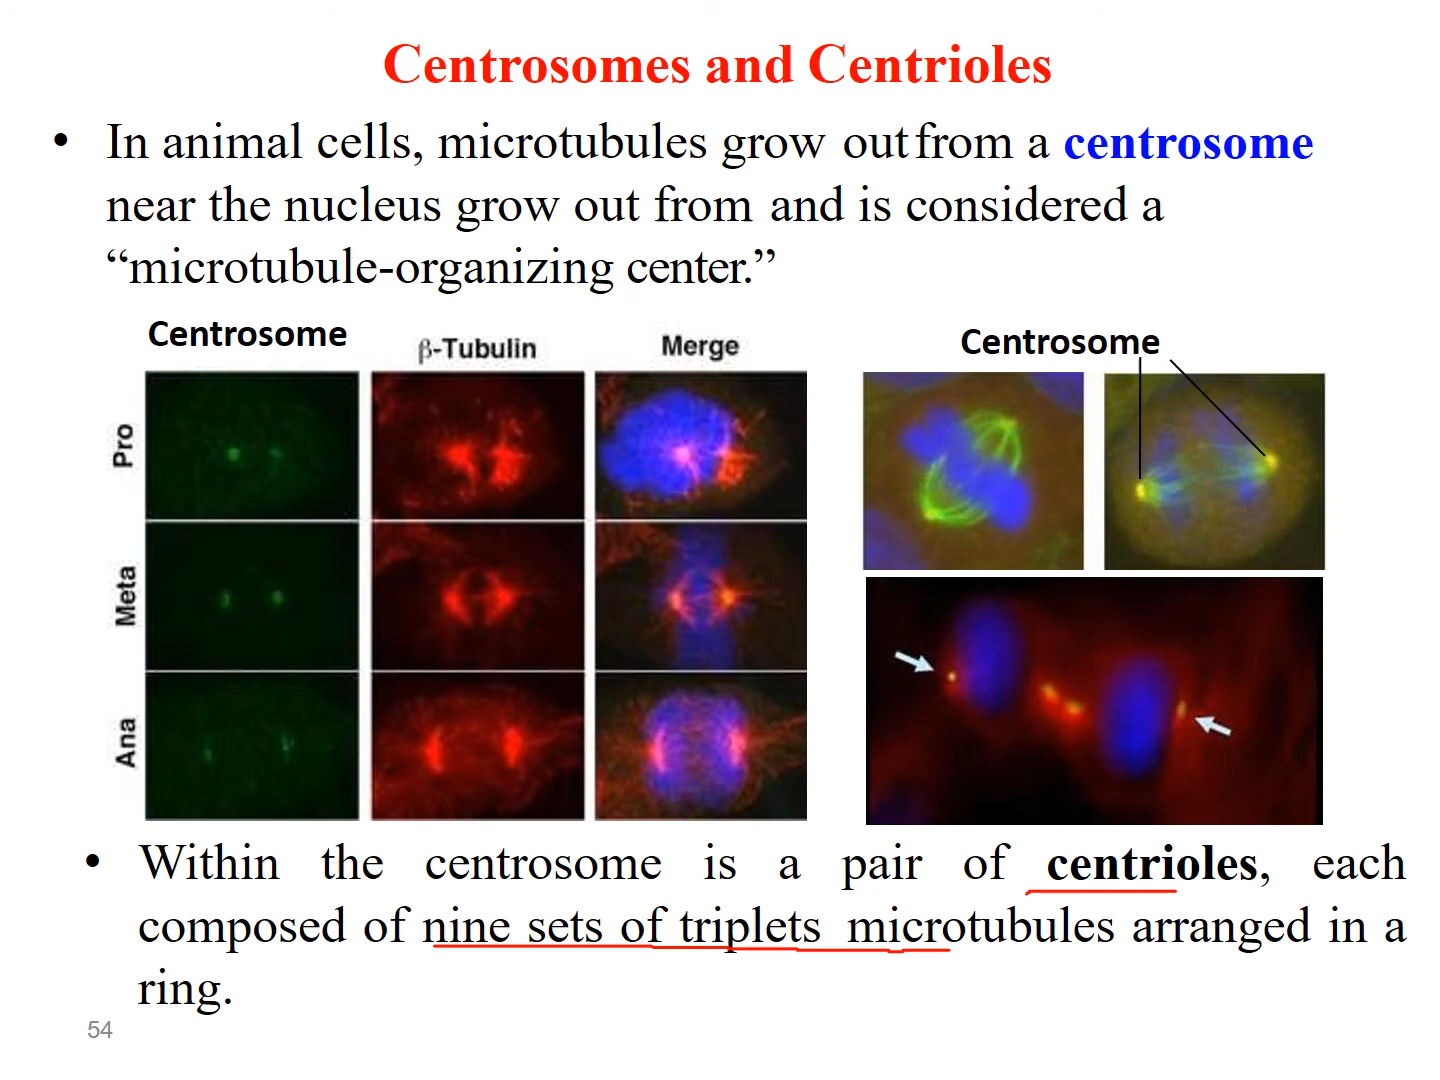 Centrosomes and Centrioles
• In animal cells, microtubules grow out from a centrosome
near the nucleus grow out from and is considered a
“microtubule-organizing center.”
Centrosome
β-Tubulin
Merge
Centrosome
Pro
Meta
Ana
• Within the centrosome is a pair of centrioles, each
composed of nine sets of triplets microtubules arranged in a
ring.
54